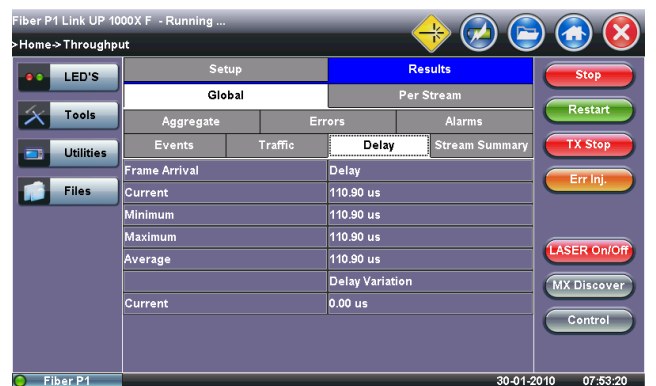 Fiber P1 Link UP 1000X F - Running ...
>Home->Throughput
LED'S
Tools
Utilities
Files
Setup Results
Global Per Stream
Aggregate Errors Alarms
Events Traffic Delay Stream Summary
Frame Arrival Delay
Current 110.90 us
Minimum 110.90 us
Maximum 110.90 us
Average 110.90 us
Delay Variation
Current 0.00 us
Stop
Restart
TX Stop
Err Inj.
LASER On/Off
MX Discover
Control
Fiber P1 30-01-2010 07:53:20